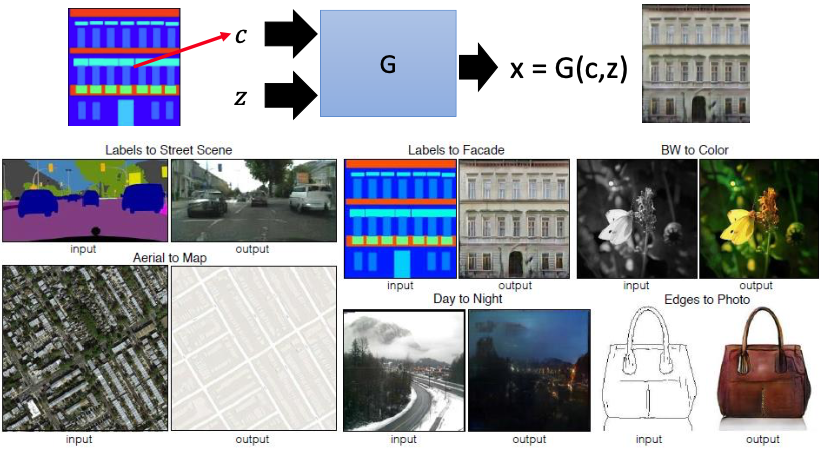 c
G
x = G(c,z)
z
Labels to Street Scene
input
output
Labels to Facade
input
output
BW to Color
input
output
Aerial to Map
input
output
Day to Night
input
output
Edges to Photo
input
output